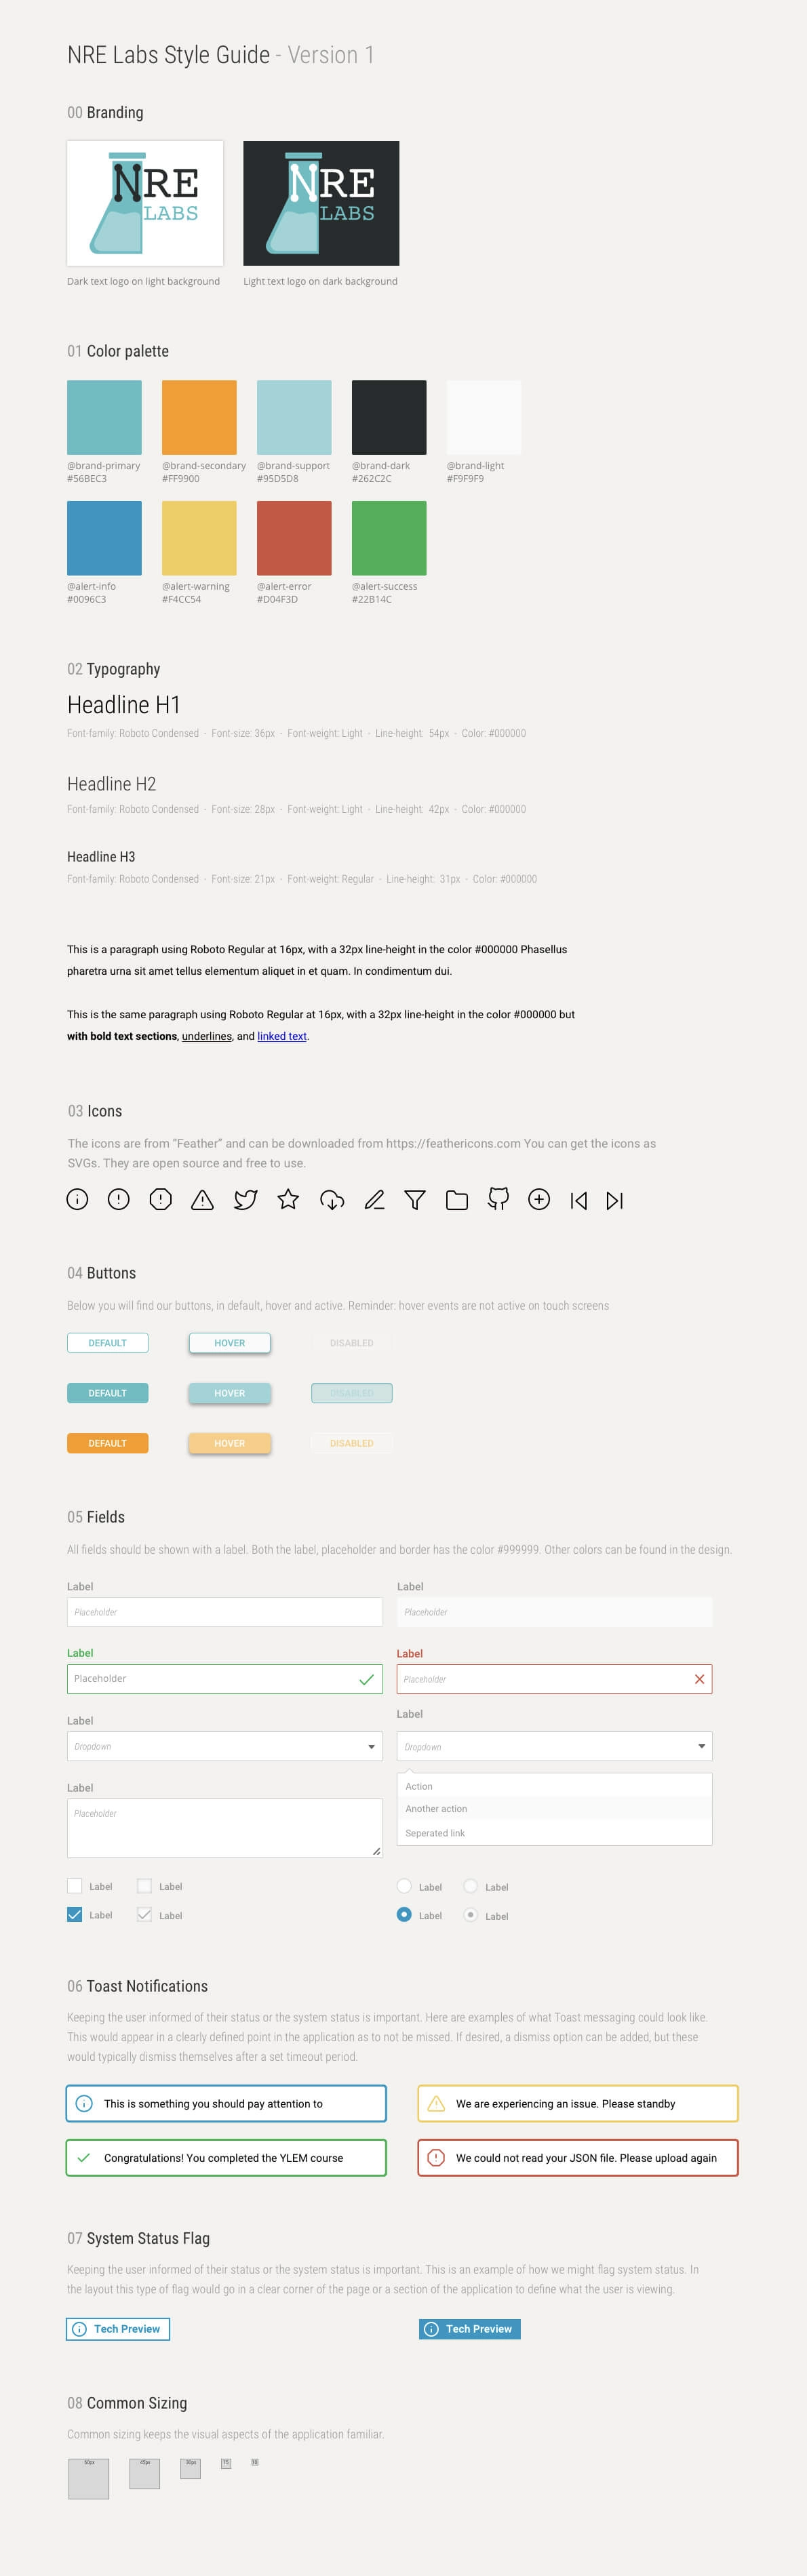 NRE Labs Style Guide - Version 1
00 Branding
NRE
LABS
NRE
LABS
Dark text logo on light background
Light text logo on dark background
01 Color palette
@brand-primary
#56BEC3
@brand-secondary
#FF9900
@brand-support
#95D5D8
@brand-dark
#262C2C
@brand-light
#F9F9F9
@alert-info
#0096C3
@alert-warning
#F4CC54
@alert-error
#D04F3D
@alert-success
#22B14C
02 Typography
Headline H1
Font-family: Roboto Condensed - Font-size: 36px - Font-weight: Light - Line-height: 54px - Color: #000000
Headline H2
Font-family: Roboto Condensed - Font-size: 28px - Font-weight: Light - Line-height: 42px - Color: #000000
Headline H3
Font-family: Roboto Condensed - Font-size: 21px - Font-weight: Regular - Line-height: 31px - Color: #000000
This is a paragraph using Roboto Regular at 16px, with a 32px line-height in the color #000000 Phasellus
pharetra urna sit amet tellus elementum aliquet in et quam. In condimentum dui.
This is the same paragraph using Roboto Regular at 16px, with a 32px line-height in the color #000000 but
with bold text sections, underlines, and linked text.
03 Icons
The icons are from “Feather” and can be downloaded from https://feathericons.com You can get the icons as
SVGs. They are open source and free to use.
04 Buttons
Below you will find our buttons, in default, hover and active. Reminder: hover events are not active on touch screens
DEFAULT
HOVER
DISABLED
DEFAULT
HOVER
DISABLED
DEFAULT
HOVER
DISABLED
05 Fields
All fields should be shown with a label. Both the label, placeholder and border has the color #999999. Other colors can be found in the design.
Label
Placeholder
Label
Placeholder
Label
Placeholder
Label
Placeholder
Label
Dropdown
Label
Dropdown
Label
Placeholder
Action
Another action
Seperated link
Label
Label
Label
Label
Label
Label
Label
Label
06 Toast Notifications
Keeping the user informed of their status or the system status is important. Here are examples of what Toast messaging could look like.
This would appear in a clearly defined point in the application as to not be missed. If desired, a dismiss option can be added, but these
would typically dismiss themselves after a set timeout period.
This is something you should pay attention to
We are experiencing an issue. Please standby
Congratulations! You completed the YLEM course
We could not read your JSON file. Please upload again
07 System Status Flag
Keeping the user informed of their status or the system status is important. This is an example of how we might flag system status. In
the layout this type of flag would go in a clear corner of the page or a section of the application to define what the user is viewing.
Tech Preview
Tech Preview
08 Common Sizing
Common sizing keeps the visual aspects of the application familiar.
60px
45px
30px
15